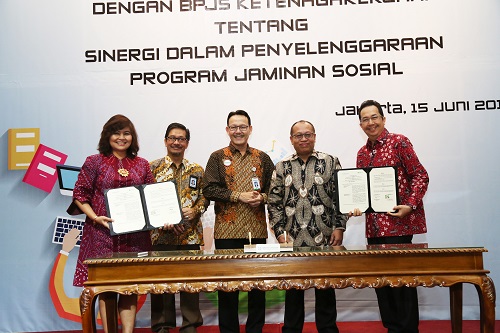 DENGAN BPJS KETENAGAKERJAAN
TENTANG
SINERGI DALAM PENYELENGGARAAN
PROGRAM JAMINAN SOSIAL
Jakarta, 15 JUNI